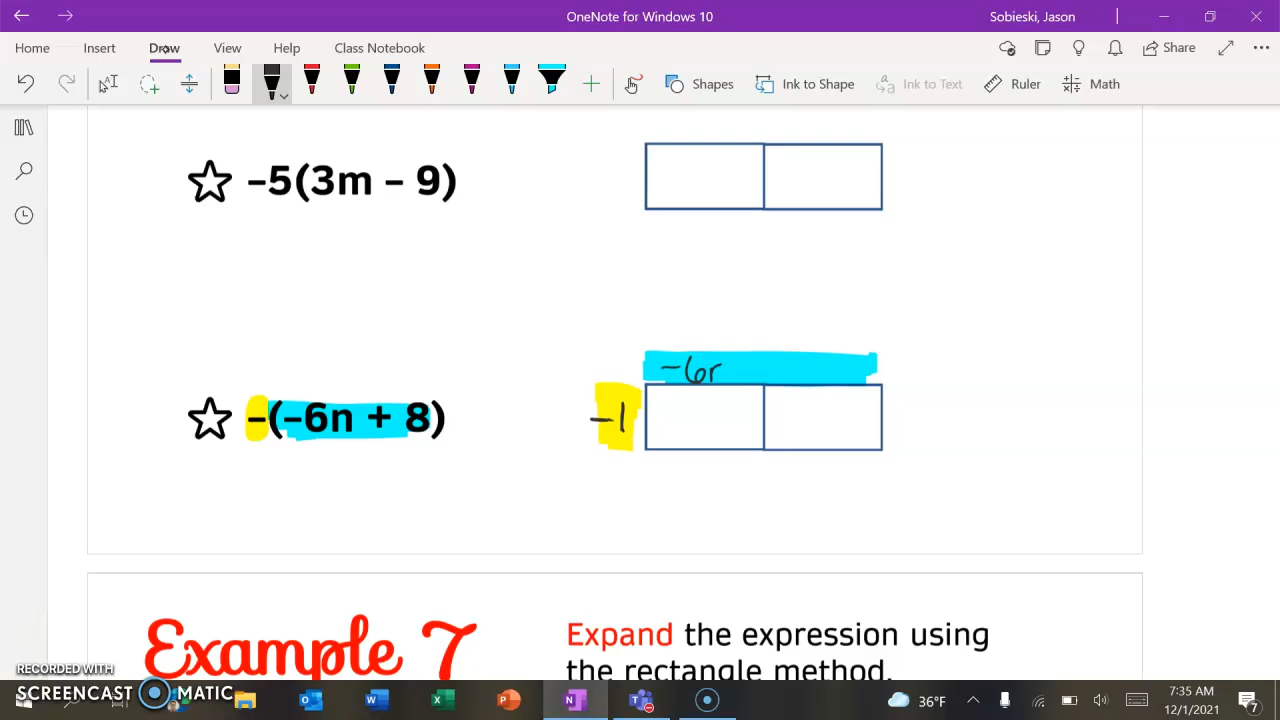 OneNote for Windows 10
Sobieski, Jason
Home Insert Draw View Help Class Notebook
Share
Shapes Ink to Shape Ink to Text Ruler Math
–5(3m – 9)
-6r
–(–6n + 8)
-1
Example 7
Expand the expression using
the rectangle method.
RECORDED WITH
SCREENCAST MATIC
36°F
7:35 AM
12/1/2021
7